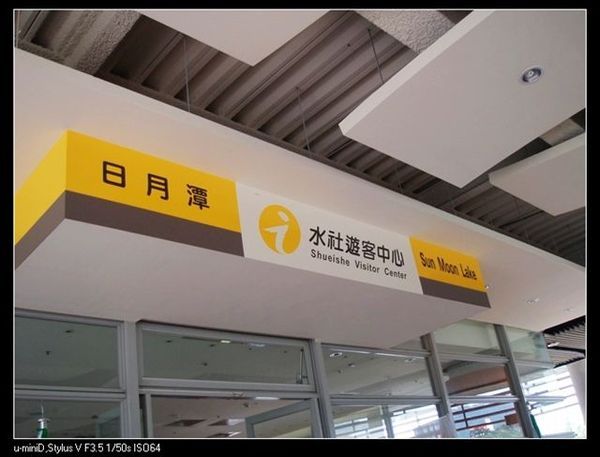 日月潭
水社遊客中心
Shueishe Visitor Center
Sun Moon Lake
u-miniD,Stylus V F3.5 1/50s ISO64